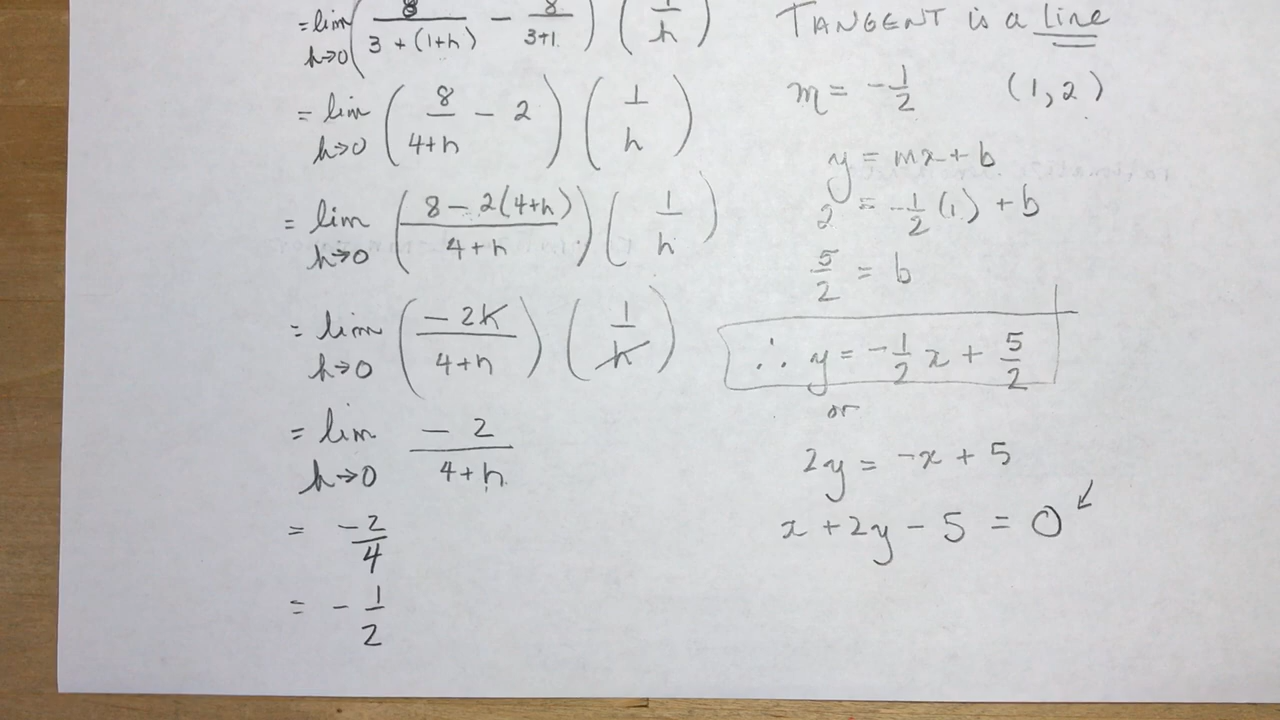 = lim h→0 ( 8/(3 + (1+h)) − 8/(3+1) ) ( 1/h )
= lim h→0 ( 8/(4+h) − 2 ) ( 1/h )
= lim h→0 ( (8 − 2(4+h))/(4+h) ) ( 1/h )
= lim h→0 ( −2h/(4+h) ) ( 1/h )
= lim h→0 −2/(4+h)
= −2/4
= −1/2
TANGENT is a Line
m = −1/2 (1,2)
y = mx + b
2 = −1/2 (1) + b
5/2 = b
∴ y = −1/2 x + 5/2
or
2y = −x + 5
x + 2y − 5 = 0